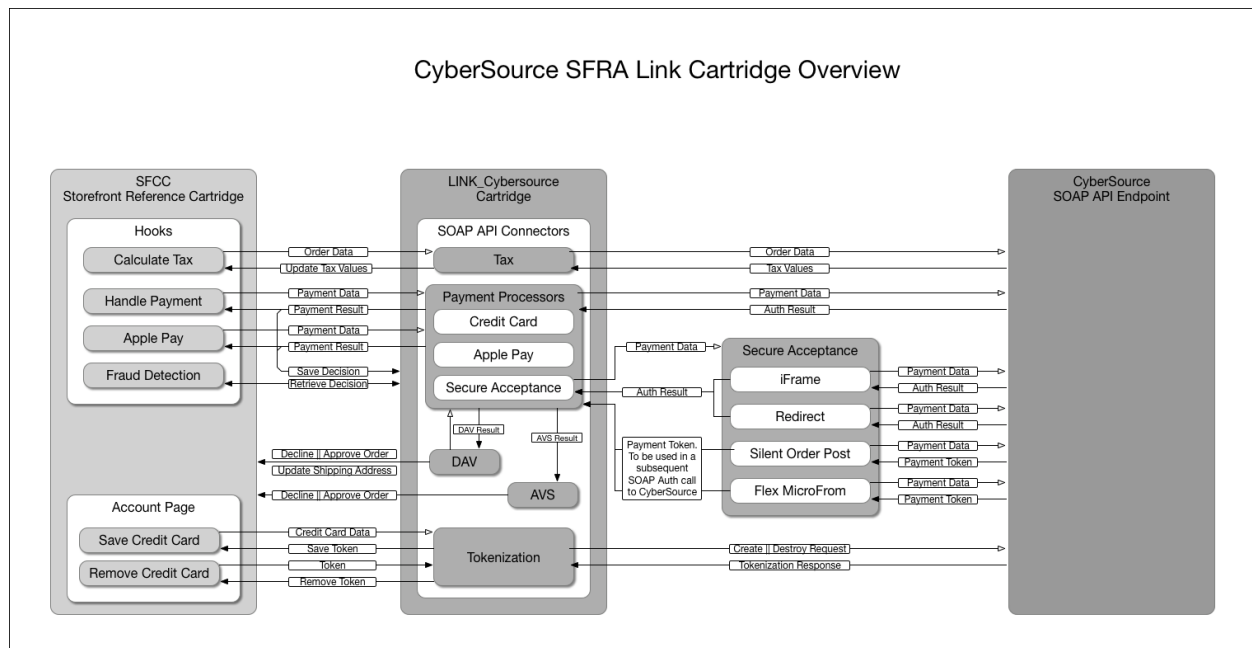 CyberSource SFRA Link Cartridge Overview
SFCC
Storefront Reference Cartridge
Hooks
Calculate Tax
Handle Payment
Apple Pay
Fraud Detection
Account Page
Save Credit Card
Remove Credit Card
Order Data
Update Tax Values
Payment Data
Payment Result
Payment Data
Payment Result
Save Decision
Retrieve Decision
Decline || Approve Order
Update Shipping Address
Decline || Approve Order
Credit Card Data
Save Token
Token
Remove Token
LINK_Cybersource
Cartridge
SOAP API Connectors
Tax
Payment Processors
Credit Card
Apple Pay
Secure Acceptance
DAV Result
AVS Result
DAV
AVS
Tokenization
Order Data
Tax Values
Payment Data
Auth Result
Payment Data
Auth Result
Payment Token.
To be used in a
subsequent
SOAP Auth call
to CyberSource
Secure Acceptance
iFrame
Redirect
Silent Order Post
Flex MicroFrom
Payment Data
Auth Result
Payment Data
Auth Result
Payment Data
Payment Token
Payment Data
Payment Token
Create || Destroy Request
Tokenization Response
CyberSource
SOAP API Endpoint